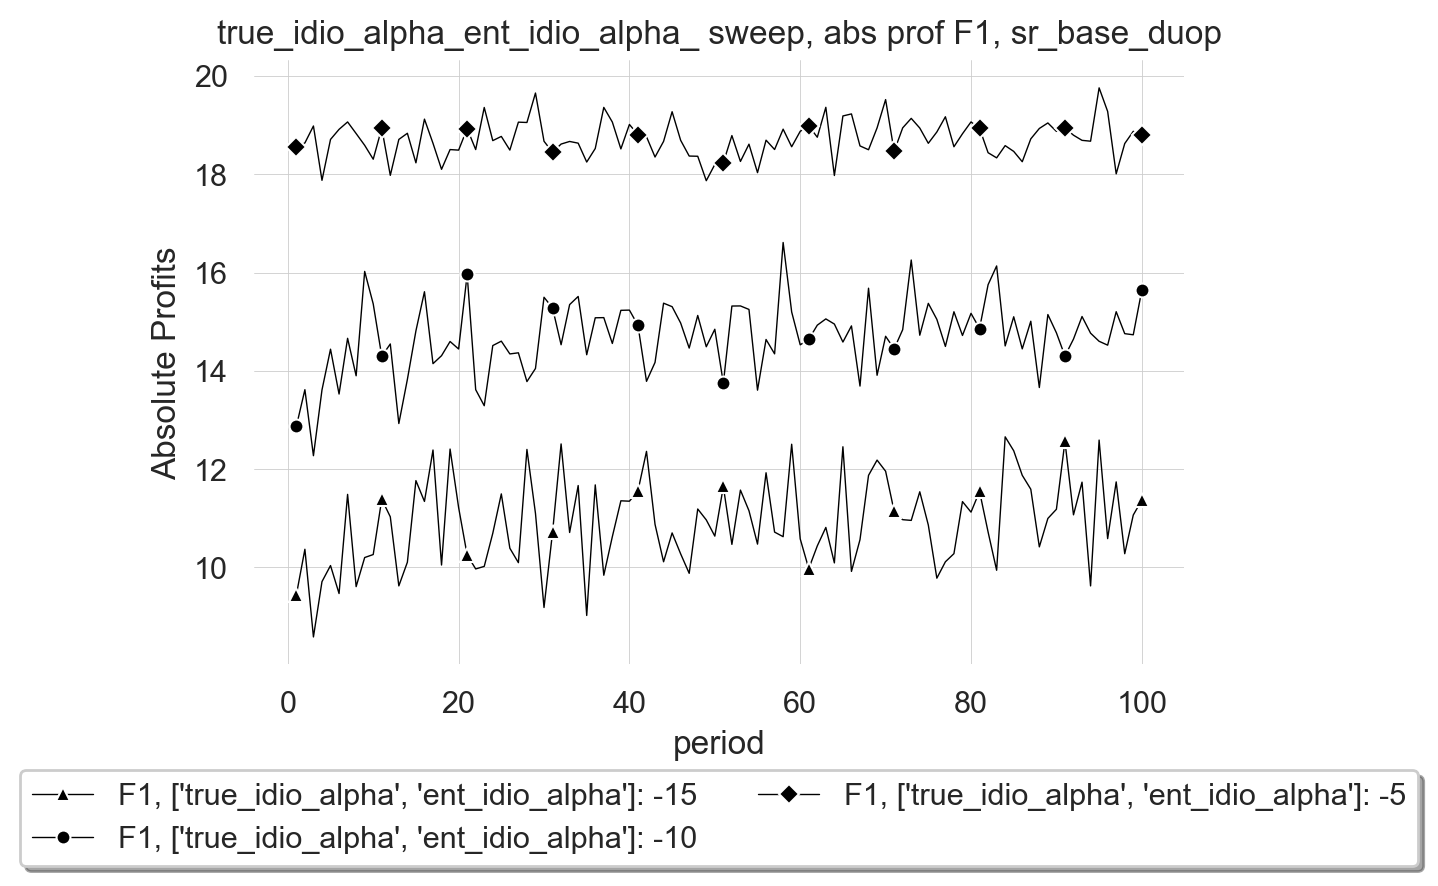 true_idio_alpha_ent_idio_alpha_ sweep, abs prof F1, sr_base_duop
20
18
16
14
12
10
Absolute Profits
0 20 40 60 80 100
period
F1, ['true_idio_alpha', 'ent_idio_alpha']: -15
F1, ['true_idio_alpha', 'ent_idio_alpha']: -10
F1, ['true_idio_alpha', 'ent_idio_alpha']: -5